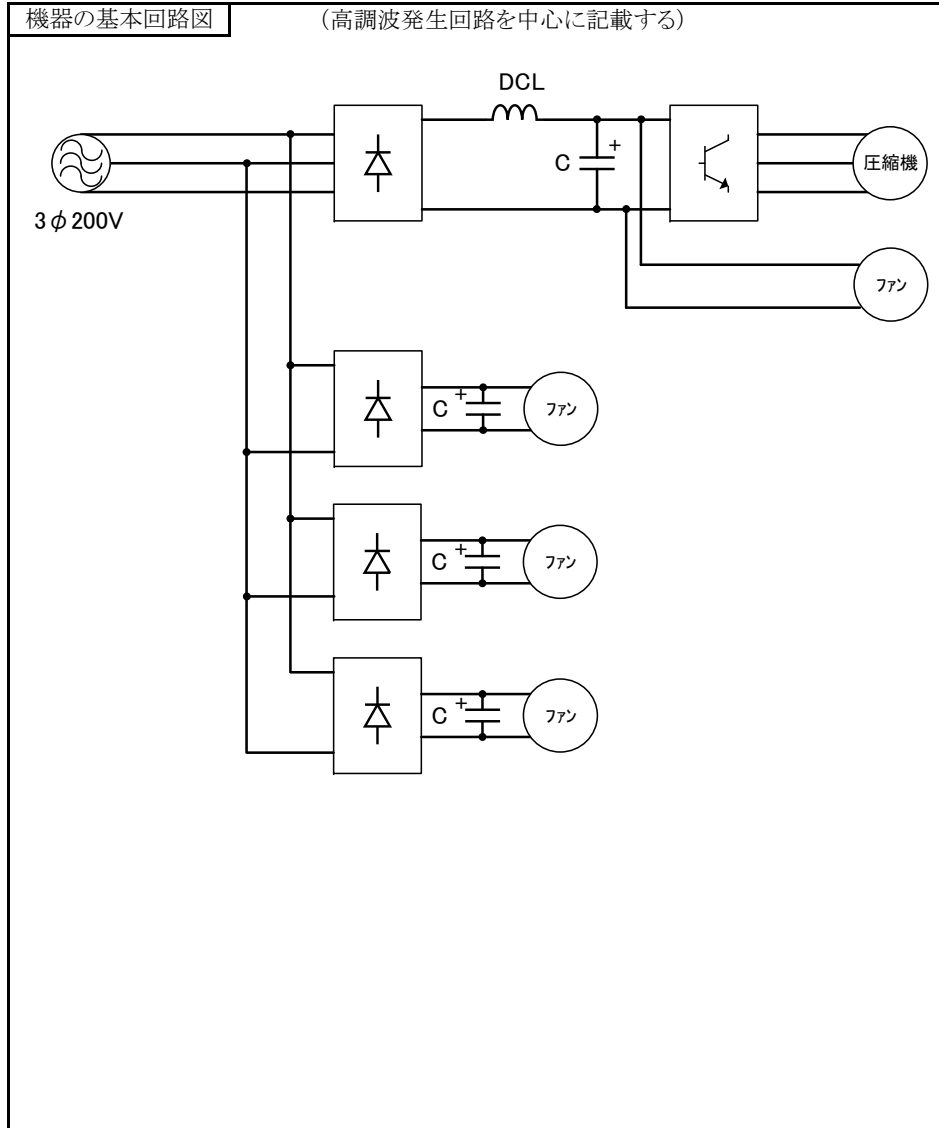 機器の基本回路図
(高調波発生回路を中心に記載する)
DCL
C
+
圧縮機
3φ200V
ファン
C
+
ファン
C
+
ファン
C
+
ファン